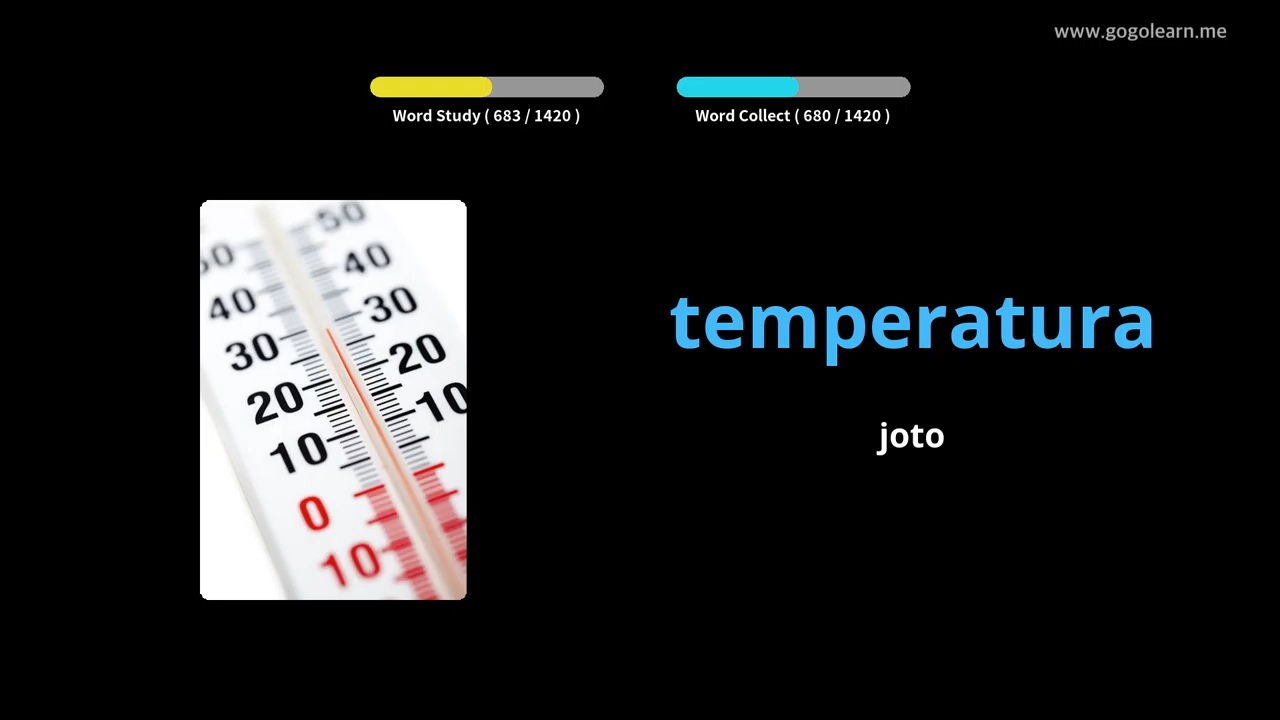 www.gogolearn.me
Word Study ( 683 / 1420 )
Word Collect ( 680 / 1420 )
50
40
40
30
30
20
20
10
10
0
10
temperatura
joto